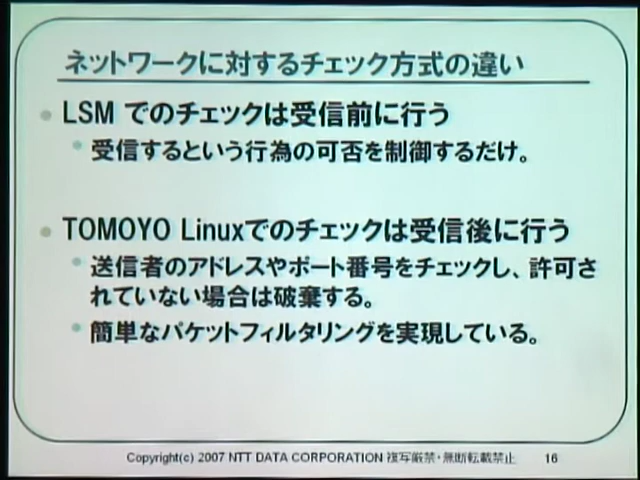 ネットワークに対するチェック方式の違い
LSM でのチェックは受信前に行う
受信するという行為の可否を制御するだけ。
TOMOYO Linuxでのチェックは受信後に行う
送信者のアドレスやポート番号をチェックし、許可さ
れていない場合は破棄する。
簡単なパケットフィルタリングを実現している。
Copyright(c) 2007 NTT DATA CORPORATION 複写厳禁・無断転載禁止 16